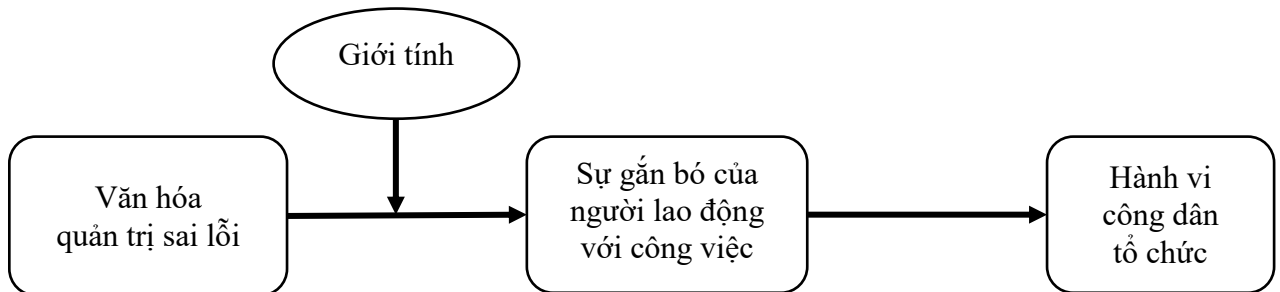 Giới tính
Văn hóa
quản trị sai lỗi
Sự gắn bó của
người lao động
với công việc
Hành vi
công dân
tổ chức